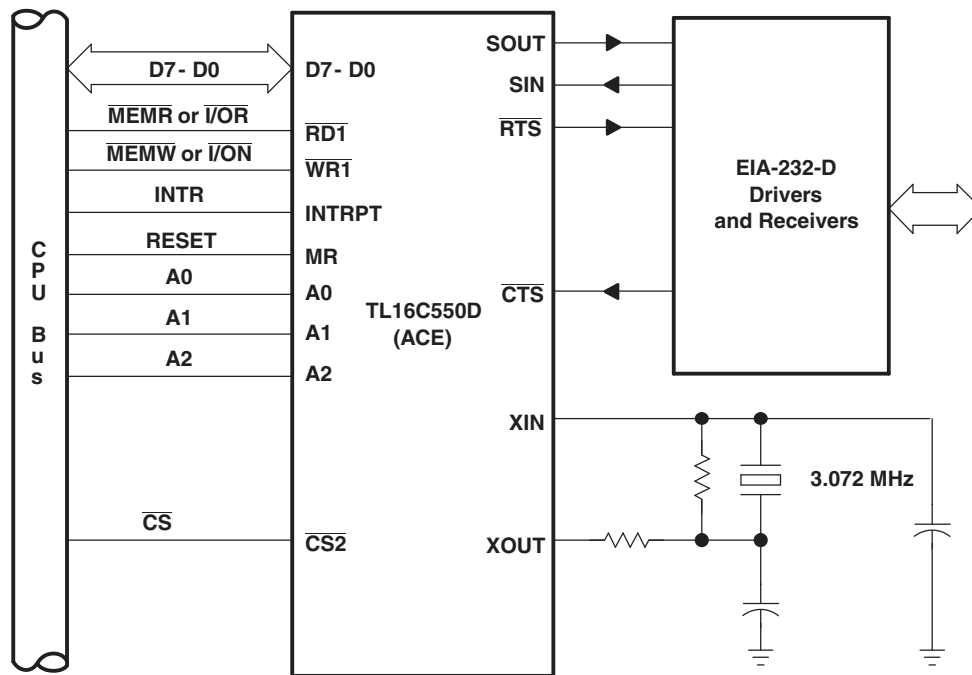 CPU Bus
D7- D0
MEMR or I/OR
MEMW or I/ON
INTR
RESET
A0
A1
A2
CS
D7- D0
RD1
WR1
INTRPT
MR
A0
A1
A2
CS2
TL16C550D
(ACE)
SOUT
SIN
RTS
CTS
XIN
XOUT
EIA-232-D
Drivers
and Receivers
3.072 MHz